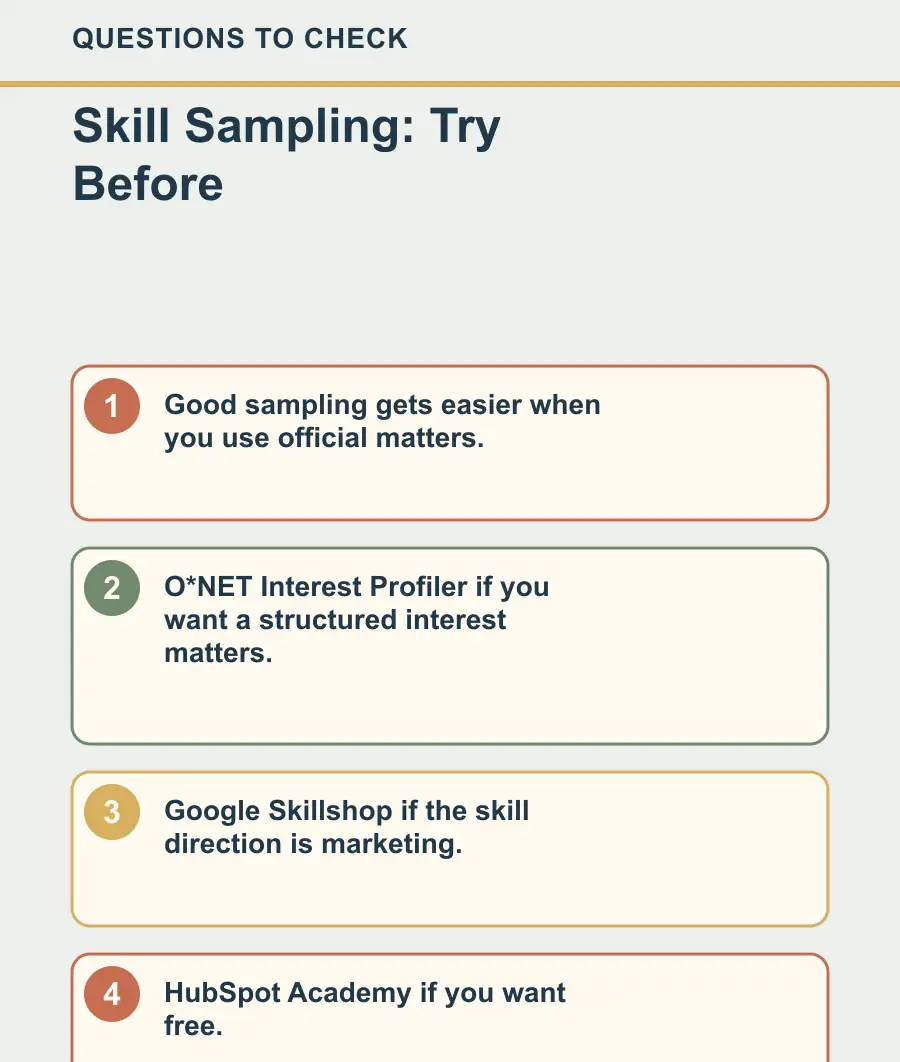 QUESTIONS TO CHECK
Skill Sampling: Try
Before
1
Good sampling gets easier when
you use official matters.
2
O*NET Interest Profiler if you
want a structured interest
matters.
3
Google Skillshop if the skill
direction is marketing.
4
HubSpot Academy if you want
free.